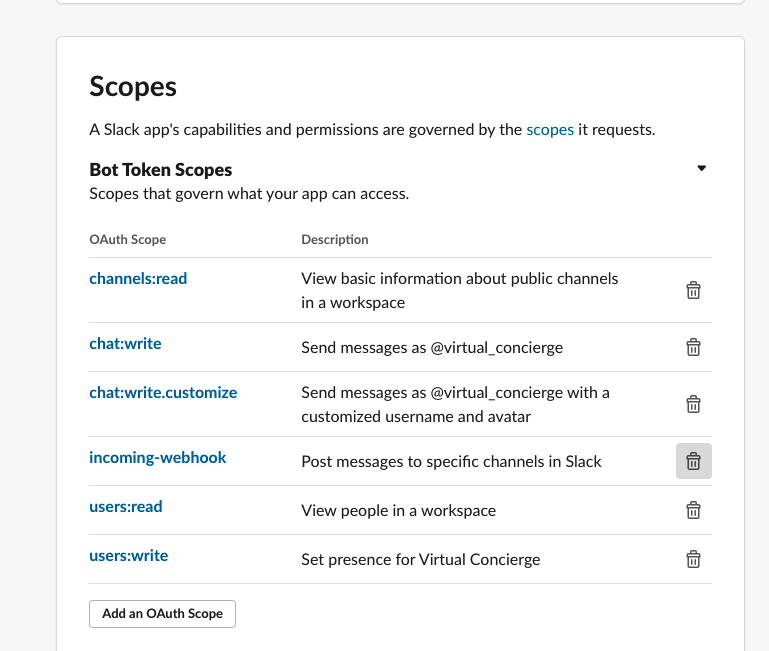 Scopes
A Slack app's capabilities and permissions are governed by the scopes it requests.
Bot Token Scopes
Scopes that govern what your app can access.
OAuth Scope Description
channels:read View basic information about public channels
in a workspace
chat:write Send messages as @virtual_concierge
chat:write.customize Send messages as @virtual_concierge with a
customized username and avatar
incoming-webhook Post messages to specific channels in Slack
users:read View people in a workspace
users:write Set presence for Virtual Concierge
Add an OAuth Scope